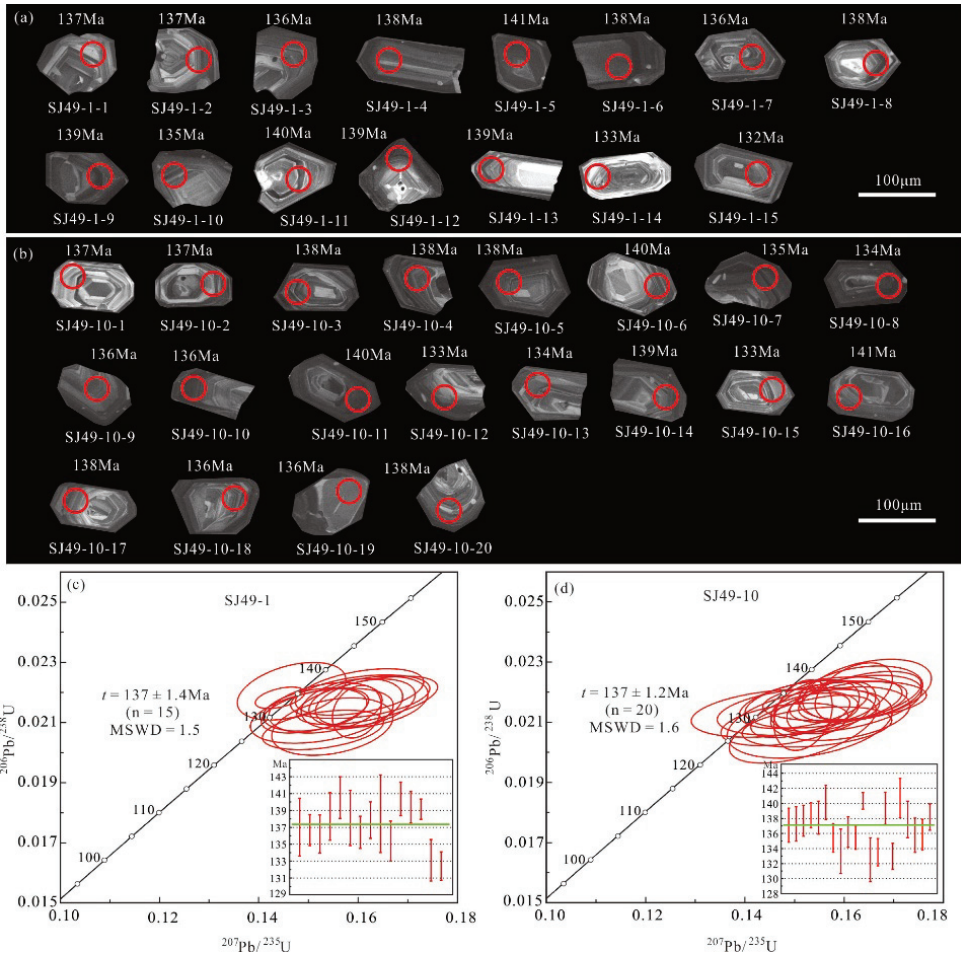 (a)
137Ma 137Ma 136Ma 138Ma 141Ma 138Ma 136Ma 138Ma
SJ49-1-1 SJ49-1-2 SJ49-1-3 SJ49-1-4 SJ49-1-5 SJ49-1-6 SJ49-1-7 SJ49-1-8
139Ma 135Ma 140Ma 139Ma 139Ma 133Ma 132Ma
100μm
SJ49-1-9 SJ49-1-10 SJ49-1-11 SJ49-1-12 SJ49-1-13 SJ49-1-14 SJ49-1-15
(b)
137Ma 137Ma 138Ma 138Ma 138Ma 140Ma 135Ma 134Ma
SJ49-10-1 SJ49-10-2 SJ49-10-3 SJ49-10-4 SJ49-10-5 SJ49-10-6 SJ49-10-7 SJ49-10-8
136Ma 136Ma 140Ma 133Ma 134Ma 139Ma 133Ma 141Ma
SJ49-10-9 SJ49-10-10 SJ49-10-11 SJ49-10-12 SJ49-10-13 SJ49-10-14 SJ49-10-15 SJ49-10-16
138Ma 136Ma 136Ma 138Ma
100μm
SJ49-10-17 SJ49-10-18 SJ49-10-19 SJ49-10-20
(c)
SJ49-1
0.025
0.023
0.021
0.019
0.017
0.015
206Pb/238U
150
140
130
120
110
100
t = 137 ± 1.4Ma
(n = 15)
MSWD = 1.5
Ma
143
141
139
137
135
133
131
129
0.10 0.12 0.14 0.16 0.18
207Pb/235U
(d)
SJ49-10
0.025
0.023
0.021
0.019
0.017
0.015
206Pb/238U
150
140
130
120
110
100
t = 137 ± 1.2Ma
(n = 20)
MSWD = 1.6
Ma
144
142
140
138
136
134
132
130
128
0.10 0.12 0.14 0.16 0.18
207Pb/235U